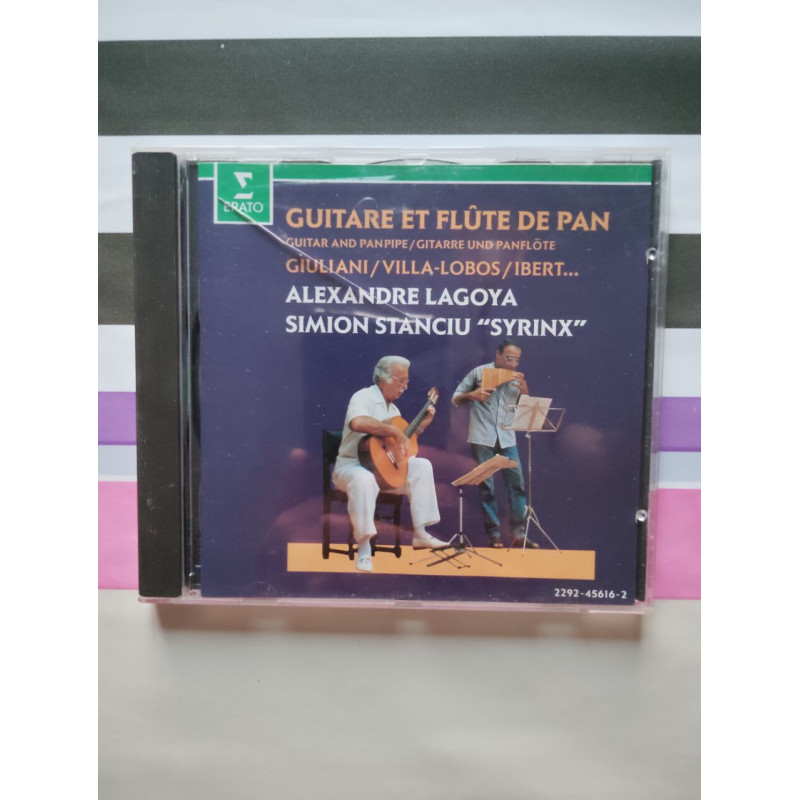 Σ
ERATO
GUITARE ET FLÛTE DE PAN
GUITAR AND PANPIPE/GITARRE UND PANFLÖTE
GIULIANI/VILLA-LOBOS/IBERT...
ALEXANDRE LAGOYA
SIMION STANCIU “SYRINX”
2292-45616-2